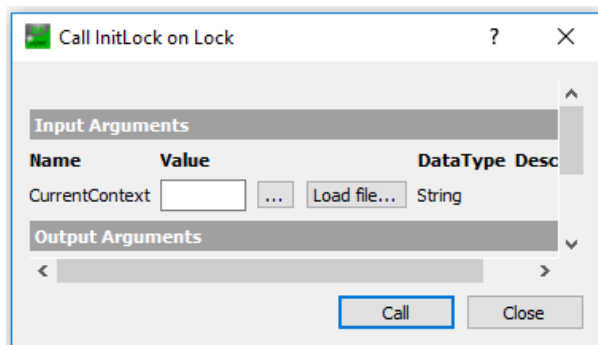 Call InitLock on Lock ?
Input Arguments
Name Value DataType Desc
CurrentContext ... Load file... String
Output Arguments
Call Close